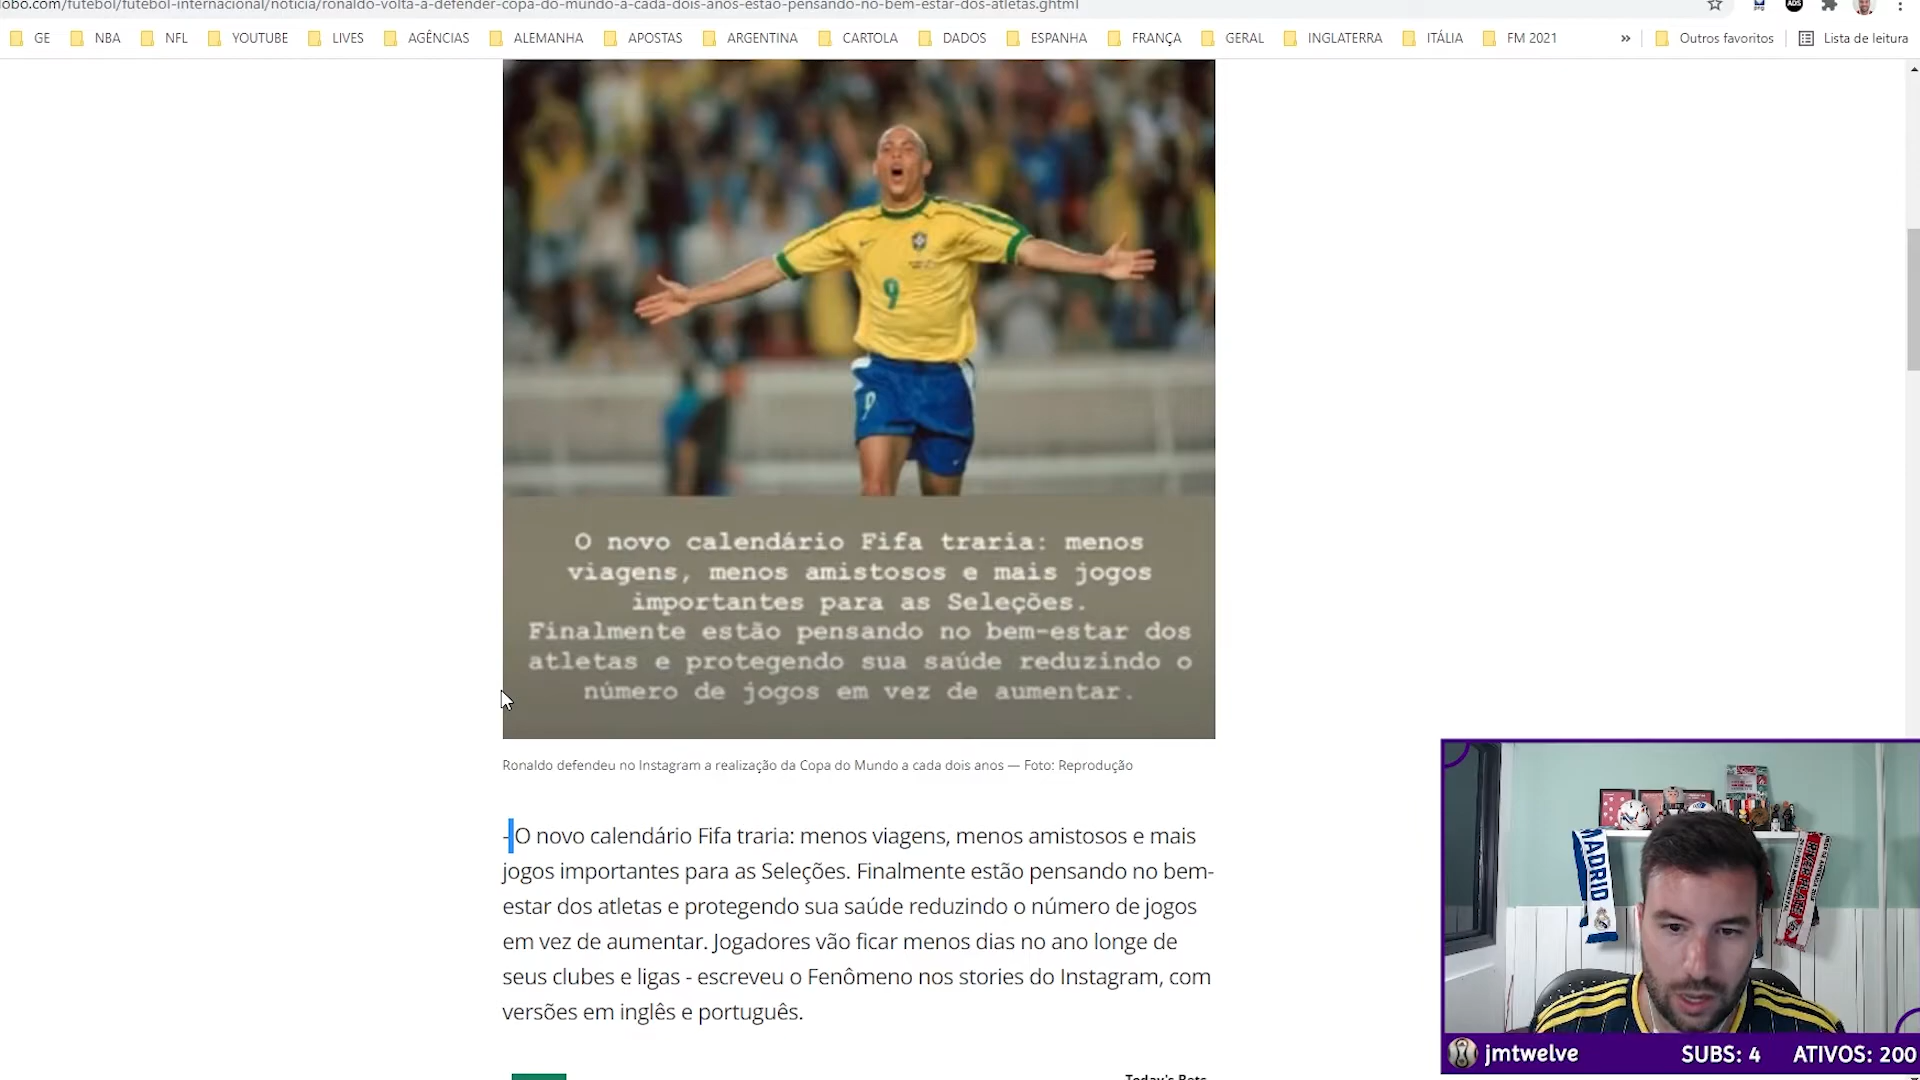 lobo.com/futebol/futebol-internacional/noticia/ronaldo-volta-a-defender-copa-do-mundo-a-cada-dois-anos-estao-pensando-no-bem-estar-dos-atletas.ghtml
GE NBA NFL YOUTUBE LIVES AGÊNCIAS ALEMANHA APOSTAS ARGENTINA CARTOLA DADOS ESPANHA FRANÇA GERAL INGLATERRA ITÁLIA FM 2021 » Outros favoritos Lista de leitura
9
9
O novo calendário Fifa traria: menos
viagens, menos amistosos e mais jogos
importantes para as Seleções.
Finalmente estão pensando no bem-estar dos
atletas e protegendo sua saúde reduzindo o
número de jogos em vez de aumentar.
Ronaldo defendeu no Instagram a realização da Copa do Mundo a cada dois anos — Foto: Reprodução
- O novo calendário Fifa traria: menos viagens, menos amistosos e mais
jogos importantes para as Seleções. Finalmente estão pensando no bem-
estar dos atletas e protegendo sua saúde reduzindo o número de jogos
em vez de aumentar. Jogadores vão ficar menos dias no ano longe de
seus clubes e ligas - escreveu o Fenômeno nos stories do Instagram, com
versões em inglês e português.
Today's Bets
MADRID
jmtwelve SUBS: 4 ATIVOS: 200